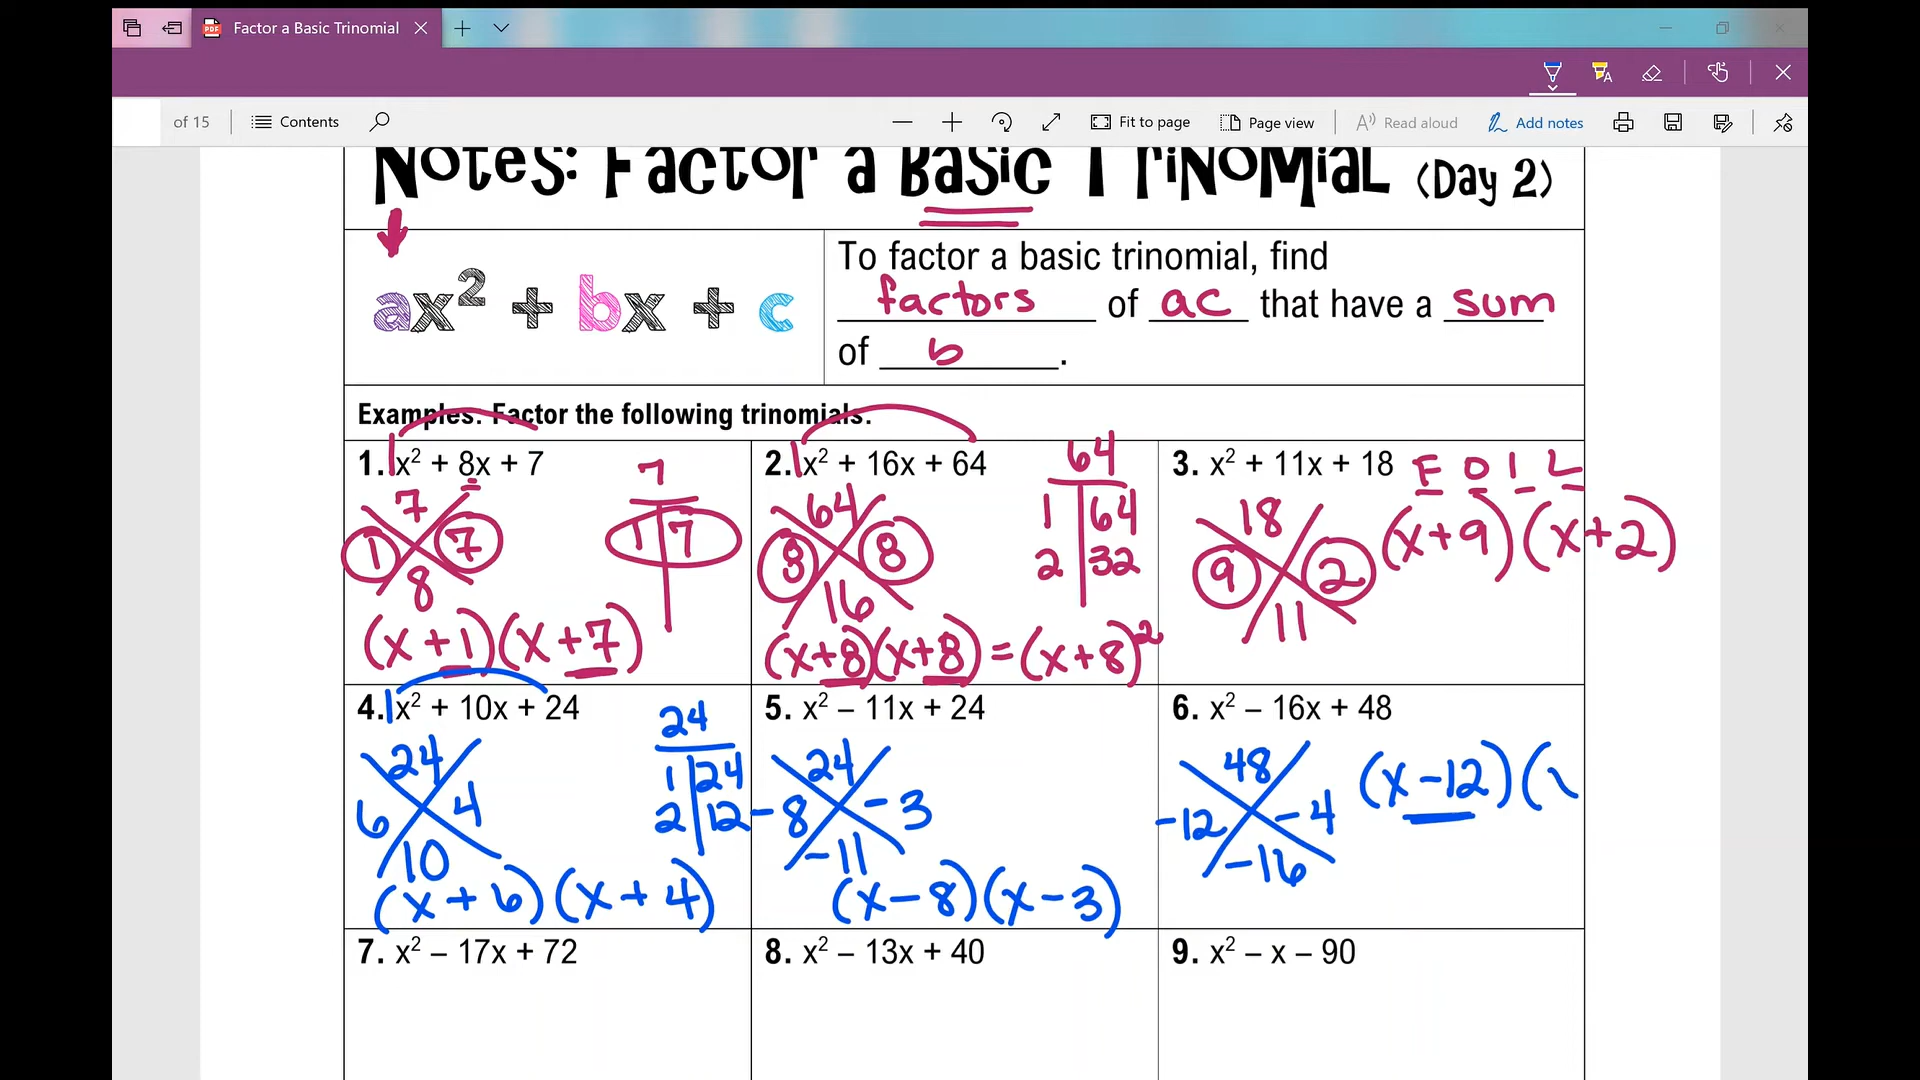 Factor a Basic Trinomial
of 15 Contents Fit to page Page view Read aloud Add notes
Notes: Factor a Basic Trinomial (Day 2)
ax² + bx + c
To factor a basic trinomial, find
factors of ac that have a sum
of b.
Examples: Factor the following trinomials.
1. 1x² + 8x + 7
7
1 7
8
7
1 7
(x+1)(x+7)
2. 1x² + 16x + 64
64
8 8
16
64
1 64
2 32
(x+8)(x+8) = (x+8)²
3. x² + 11x + 18
F O I L
18
9 2
11
(x+9)(x+2)
4. 1x² + 10x + 24
24
6 4
10
24
1 24
2 12
(x+6)(x+4)
5. x² – 11x + 24
24
-8 -3
-11
(x-8)(x-3)
6. x² – 16x + 48
48
-12 -4
-16
(x-12)(
7. x² – 17x + 72
8. x² – 13x + 40
9. x² – x – 90